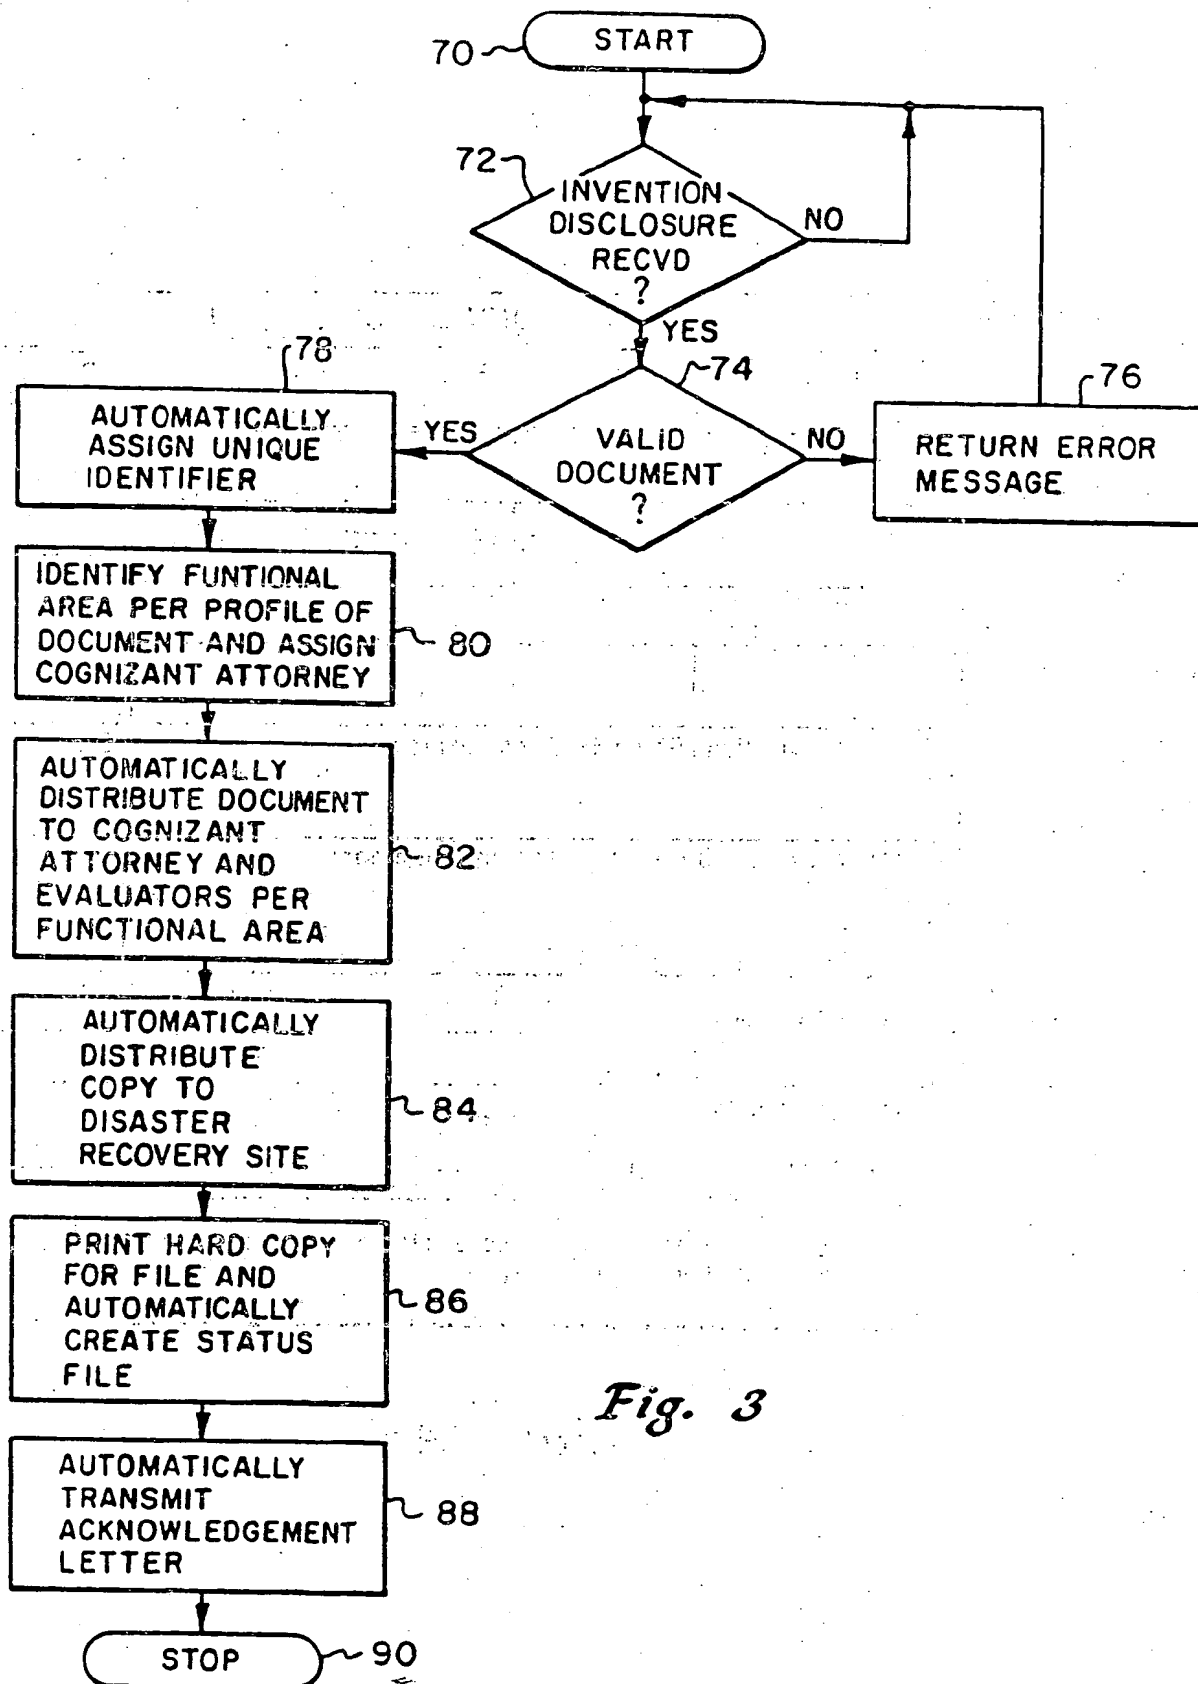 70
START
72
INVENTION
DISCLOSURE
RECVD
?
NO
YES
74
VALID
DOCUMENT
?
NO
76
RETURN ERROR
MESSAGE
YES
78
AUTOMATICALLY
ASSIGN UNIQUE
IDENTIFIER
IDENTIFY FUNTIONAL
AREA PER PROFILE OF
DOCUMENT AND ASSIGN
COGNIZANT ATTORNEY
80
AUTOMATICALLY
DISTRIBUTE DOCUMENT
TO COGNIZANT
ATTORNEY AND
EVALUATORS PER
FUNCTIONAL AREA
82
AUTOMATICALLY
DISTRIBUTE
COPY TO
DISASTER
RECOVERY SITE
84
PRINT HARD COPY
FOR FILE AND
AUTOMATICALLY
CREATE STATUS
FILE
86
AUTOMATICALLY
TRANSMIT
ACKNOWLEDGEMENT
LETTER
88
STOP
90
Fig. 3